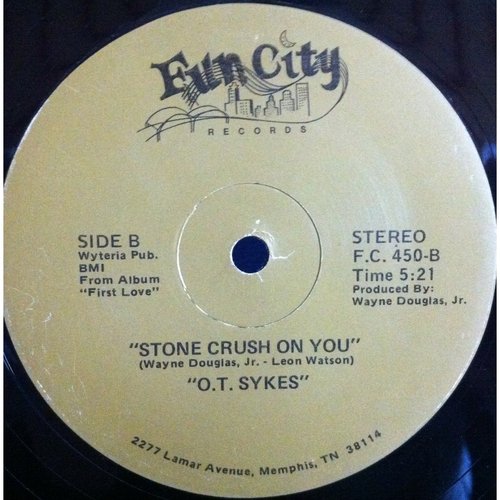 Fun City
RECORDS
SIDE B
Wyteria Pub.
BMI
From Album
"First Love"
STEREO
F.C. 450-B
Time 5:21
Produced By:
Wayne Douglas, Jr.
"STONE CRUSH ON YOU"
(Wayne Douglas, Jr. - Leon Watson)
"O.T. SYKES"
2277 Lamar Avenue, Memphis, TN 38114